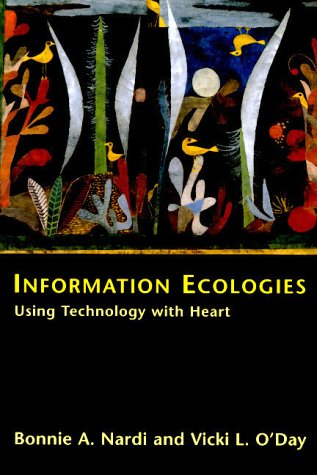 INFORMATION ECOLOGIES
Using Technology with Heart
Bonnie A. Nardi and Vicki L. O'Day